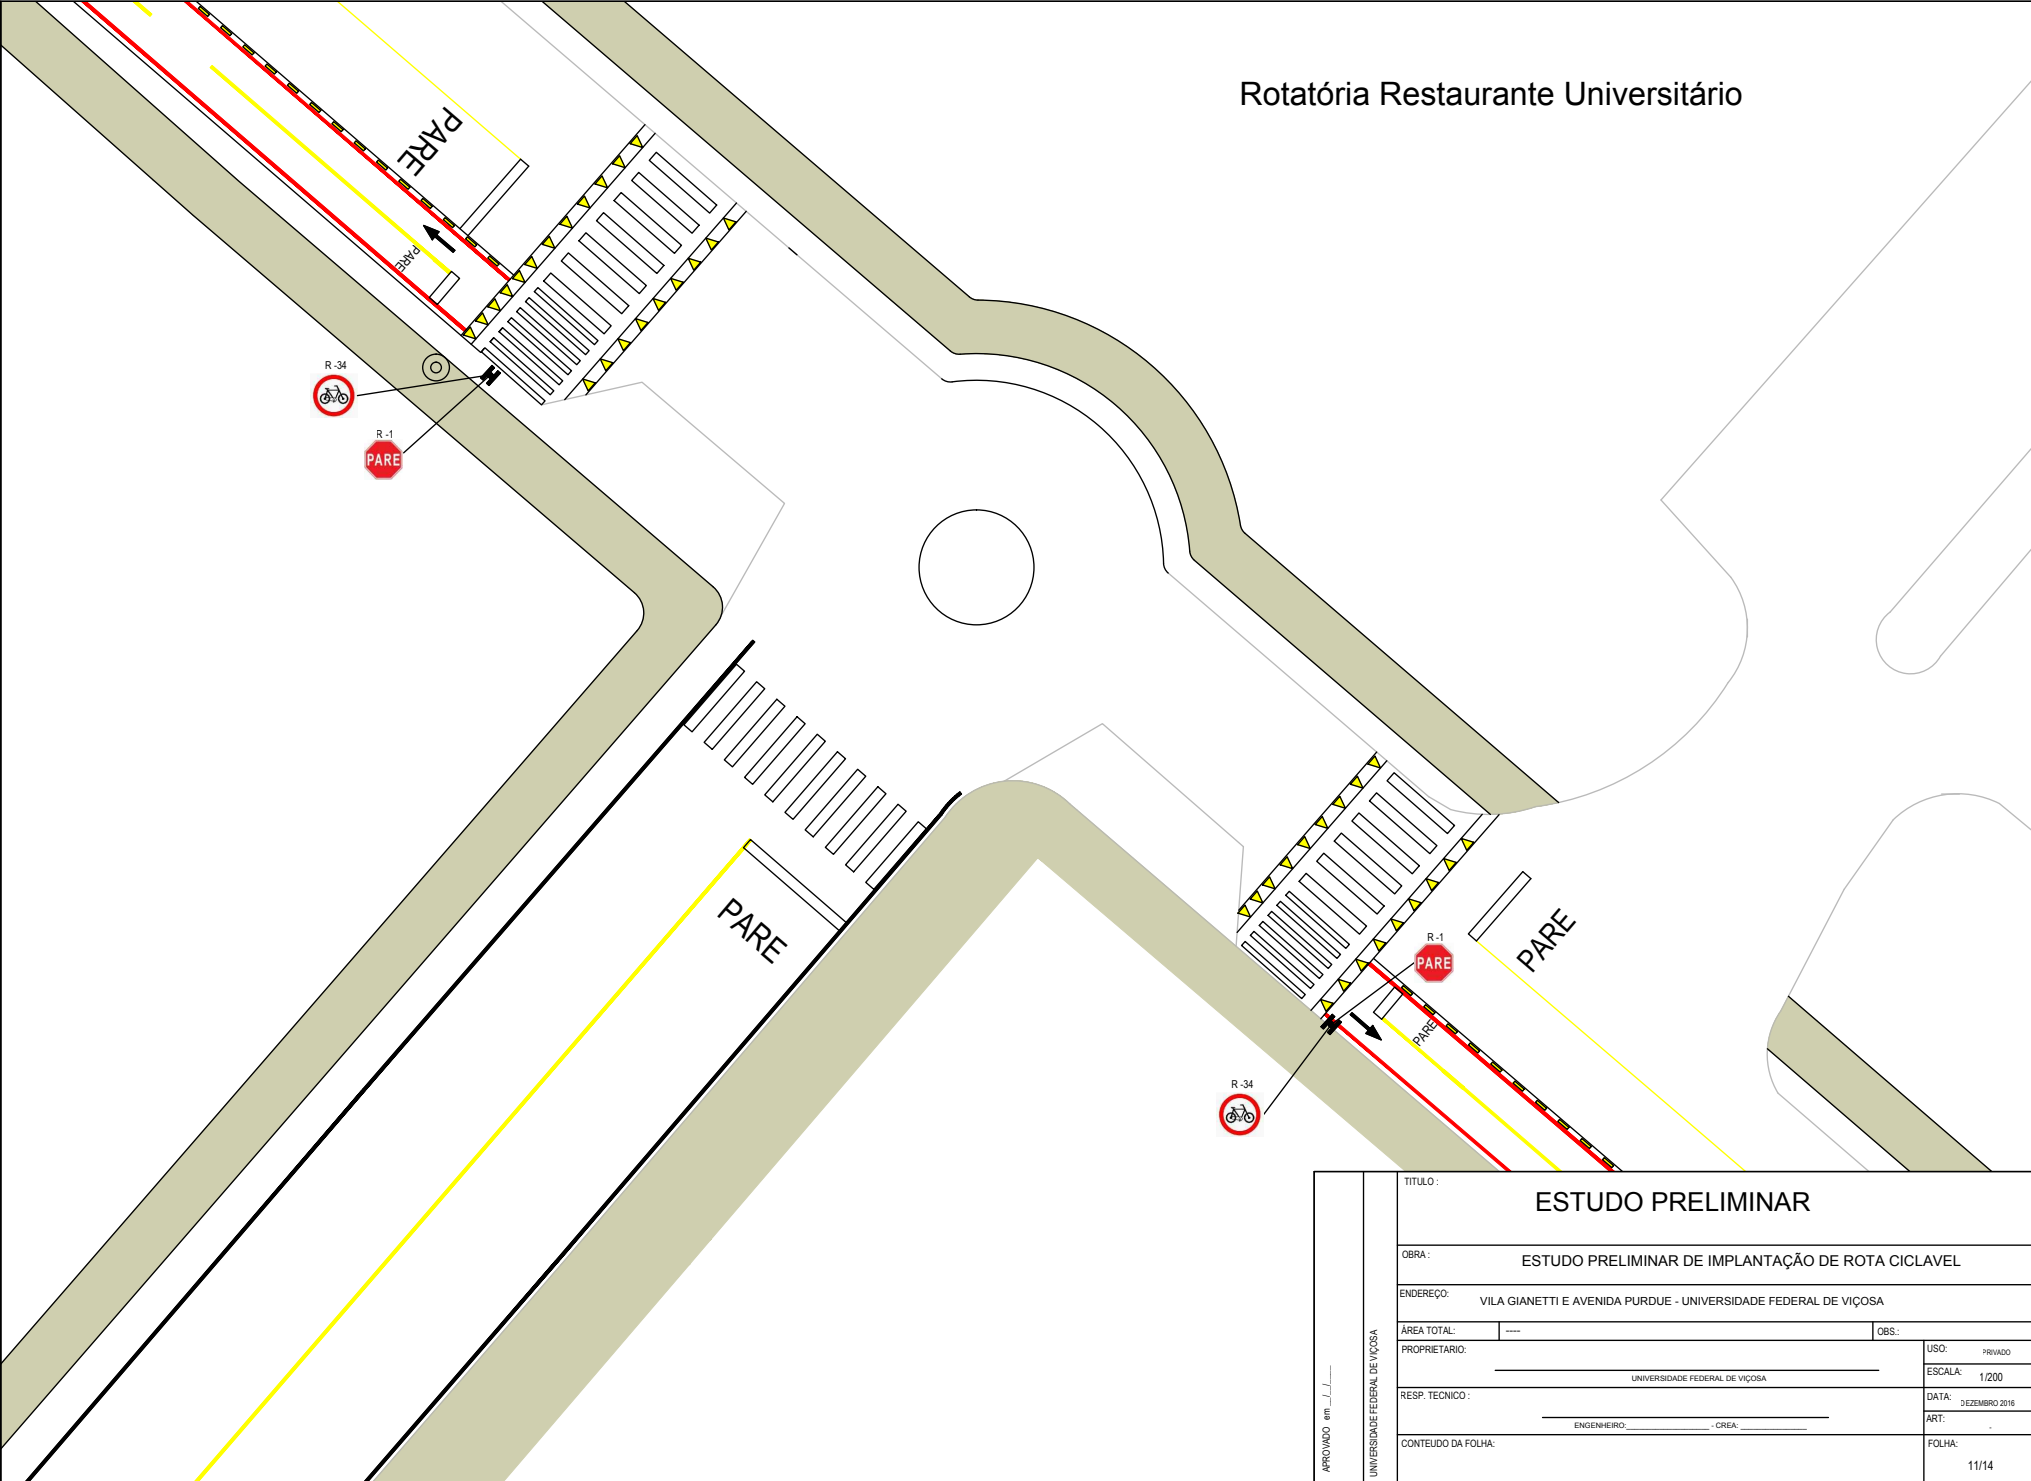 Rotatória Restaurante Universitário
PARE
PARE
R -34
R -1
PARE
PARE
PARE
R -1
PARE
PARE
R -34
TITULO :
ESTUDO PRELIMINAR
OBRA :
ESTUDO PRELIMINAR DE IMPLANTAÇÃO DE ROTA CICLAVEL
ENDEREÇO:
VILA GIANETTI E AVENIDA PURDUE - UNIVERSIDADE FEDERAL DE VIÇOSA
ÁREA TOTAL:
----
OBS.:
PROPRIETARIO:
UNIVERSIDADE FEDERAL DE VIÇOSA
USO:
PRIVADO
ESCALA:
1/200
RESP. TECNICO :
ENGENHEIRO:____________________ - CREA: ________________
DATA:
DEZEMBRO 2016
ART:
-
CONTEUDO DA FOLHA:
FOLHA:
11/14
APROVADO em __/__/____
UNIVERSIDADE FEDERAL DE VIÇOSA